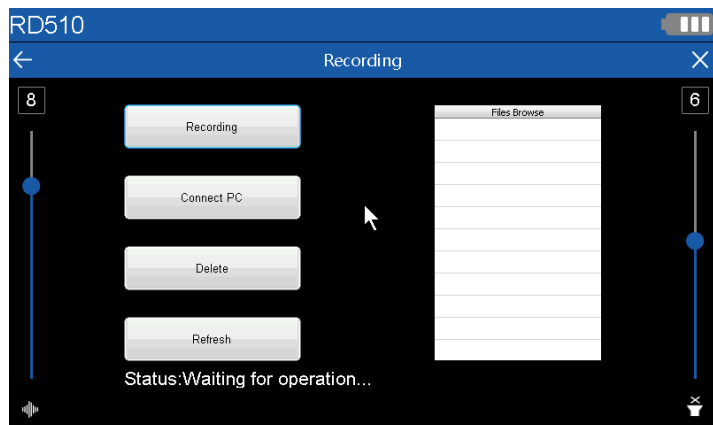 RD510
Recording
8
6
Files Browse
Recording
Connect PC
Delete
Refresh
Status:Waiting for operation...